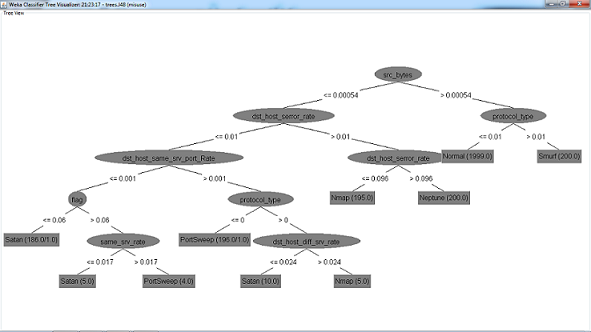 Weka Classifier Tree Visualizer: 21:23:17 - trees.J48 (misuse)
Tree View
src_bytes
<= 0.00054 > 0.00054
dst_host_serror_rate protocol_type
<= 0.01 > 0.01 <= 0.01 > 0.01
dst_host_same_srv_port_Rate dst_host_serror_rate Normal (1999.0) Smurf (200.0)
<= 0.001 > 0.001 <= 0.096 > 0.096
flag protocol_type Nmap (195.0) Neptune (200.0)
<= 0.06 > 0.06 <= 0 > 0
Satan (186.0/1.0) same_srv_rate PortSweep (196.0/1.0) dst_host_diff_srv_rate
<= 0.017 > 0.017 <= 0.024 > 0.024
Satan (5.0) PortSweep (4.0) Satan (10.0) Nmap (5.0)